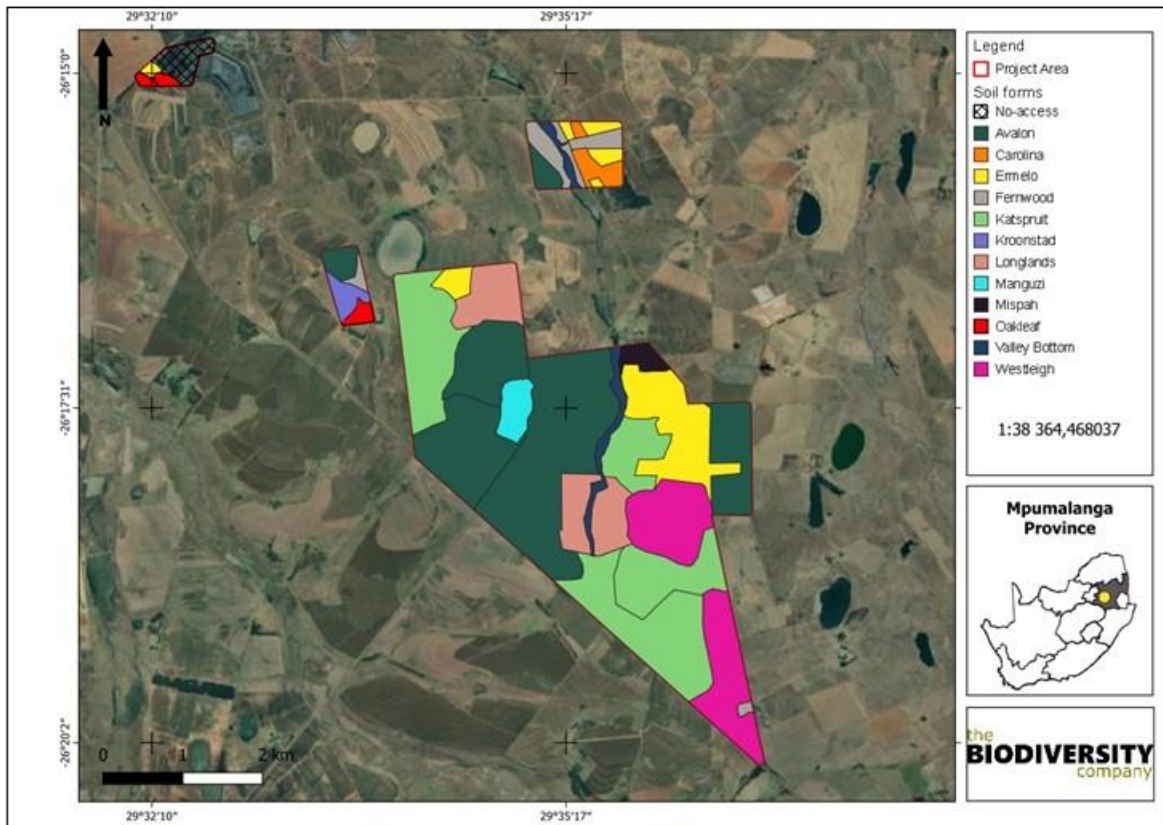 29°32'10"
29°35'17"
-26°15'0"
-26°17'31"
-26°20'2"
N
0 1 2 km
29°32'10"
29°35'17"
Legend
Project Area
Soil forms
No-access
Avalon
Carolina
Ermelo
Fernwood
Katspruit
Kroonstad
Longlands
Manguzi
Mispah
Oakleaf
Valley Bottom
Westleigh
1:38 364,468037
Mpumalanga
Province
the
BIODIVERSITY
company